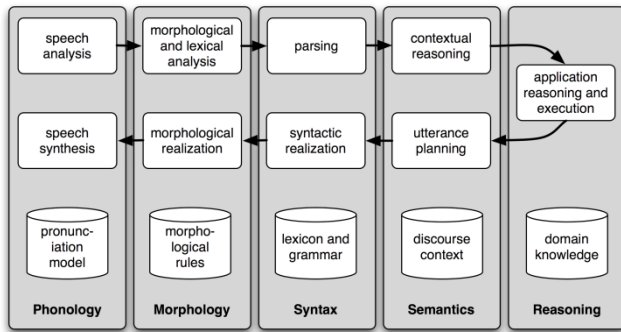 speech
analysis
morphological
and lexical
analysis
parsing
contextual
reasoning
application
reasoning and
execution
speech
synthesis
morphological
realization
syntactic
realization
utterance
planning
pronunc-
iation
model
morpho-
logical
rules
lexicon and
grammar
discourse
context
domain
knowledge
Phonology
Morphology
Syntax
Semantics
Reasoning